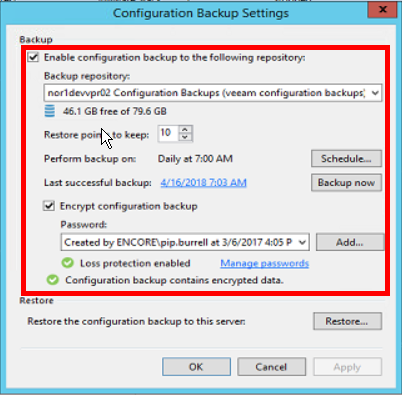 Configuration Backup Settings
Backup
Enable configuration backup to the following repository:
Backup repository:
nor1devvpr02 Configuration Backups (veeam configuration backups)
46.1 GB free of 79.6 GB
Restore points to keep: 10
Perform backup on: Daily at 7:00 AM Schedule...
Last successful backup: 4/16/2018 7:03 AM Backup now
Encrypt configuration backup
Password:
Created by ENCORE\pip.burrell at 3/6/2017 4:05 P Add...
Loss protection enabled Manage passwords
Configuration backup contains encrypted data.
Restore
Restore the configuration backup to this server: Restore...
OK Cancel Apply